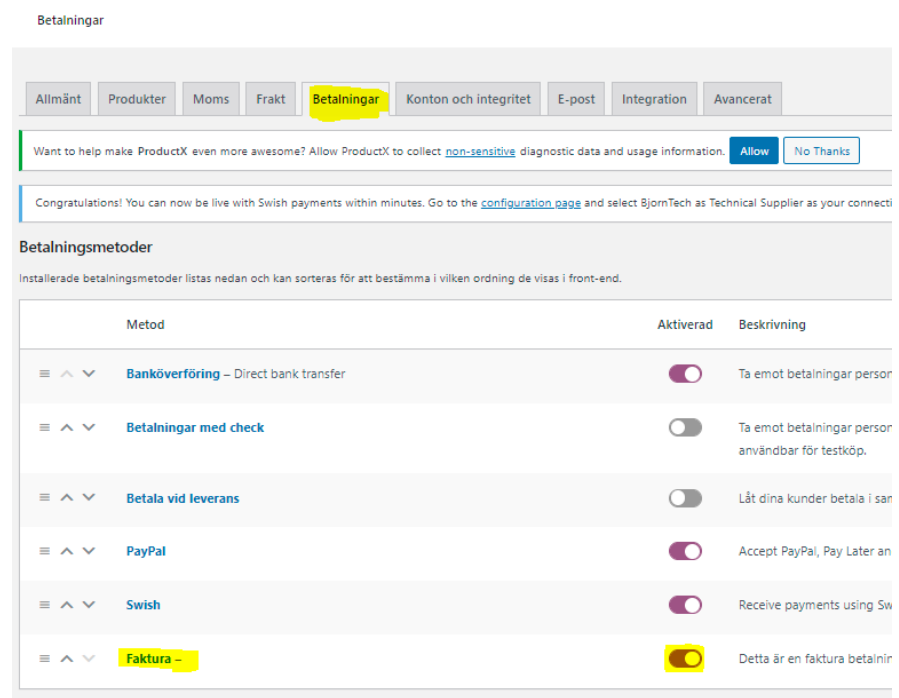 Betalningar
Allmänt Produkter Moms Frakt Betalningar Konton och integritet E-post Integration Avancerat
Want to help make ProductX even more awesome? Allow ProductX to collect non-sensitive diagnostic data and usage information. Allow No Thanks
Congratulations! You can now be live with Swish payments within minutes. Go to the configuration page and select BjornTech as Technical Supplier as your connecti
Betalningsmetoder
Installerade betalningsmetoder listas nedan och kan sorteras för att bestämma i vilken ordning de visas i front-end.
Metod Aktiverad Beskrivning
Banköverföring – Direct bank transfer Ta emot betalningar person
Betalningar med check Ta emot betalningar person
användbar för testköp.
Betala vid leverans Låt dina kunder betala i sam
PayPal Accept PayPal, Pay Later an
Swish Receive payments using Sw
Faktura – Detta är en faktura betalnin